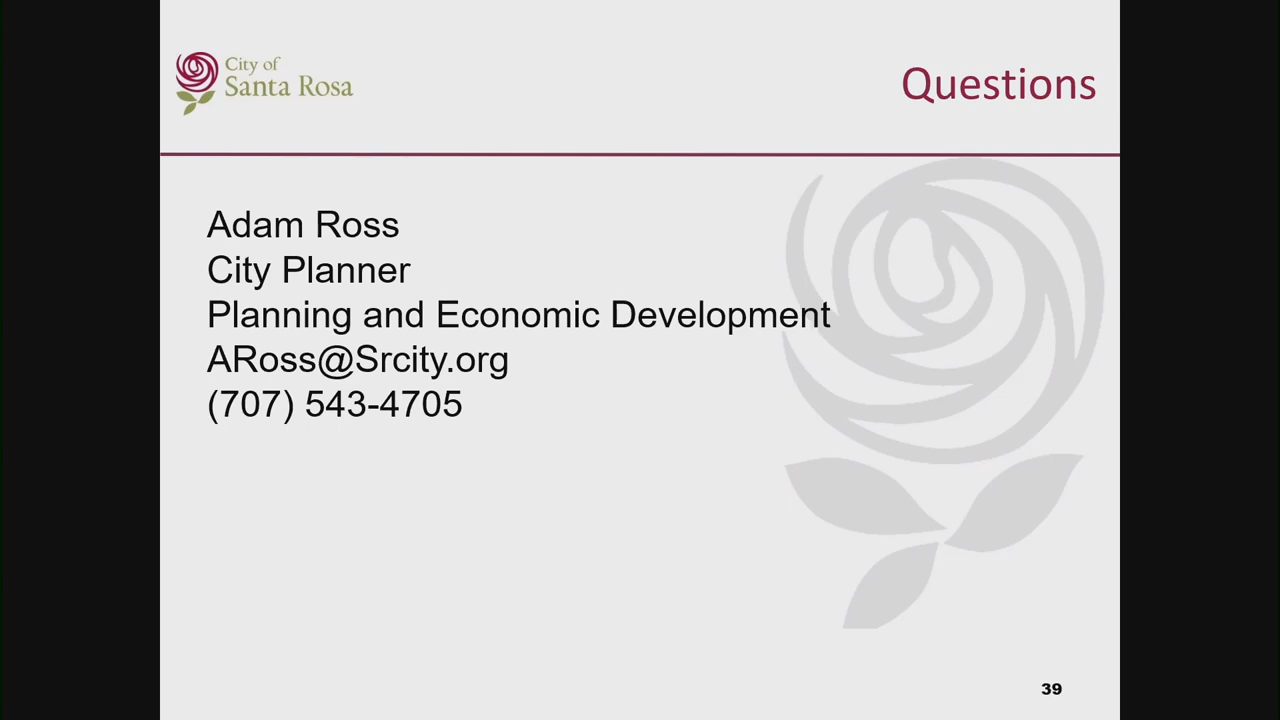 City of
Santa Rosa
Questions
Adam Ross
City Planner
Planning and Economic Development
ARoss@Srcity.org
(707) 543-4705
39